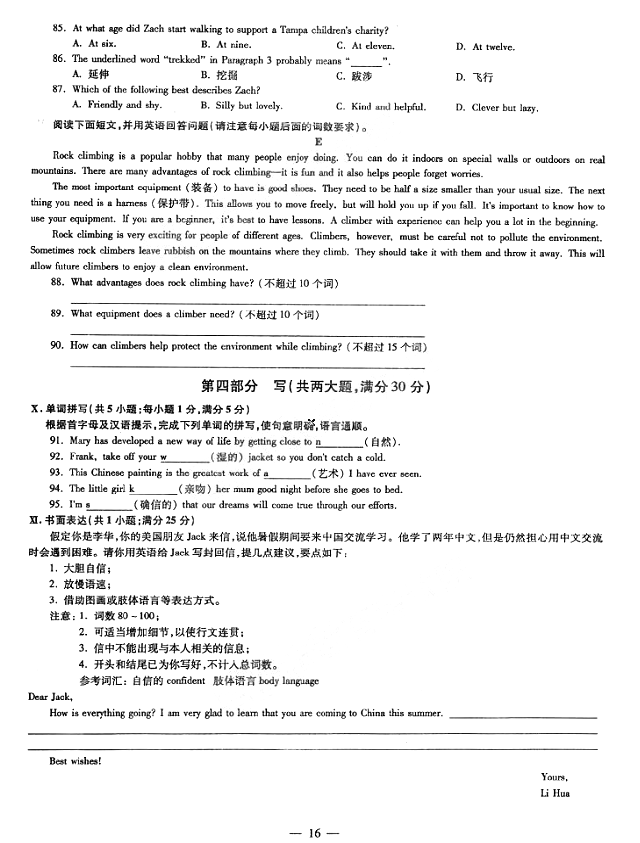 85. At what age did Zach start walking to support a Tampa children's charity?
A. At six. B. At nine. C. At eleven. D. At twelve.
86. The underlined word "trekked" in Paragraph 3 probably means "______".
A. 延伸 B. 挖掘 C. 跋涉 D. 飞行
87. Which of the following best describes Zach?
A. Friendly and shy. B. Silly but lovely. C. Kind and helpful. D. Clever but lazy.
阅读下面短文,并用英语回答问题(请注意每小题后面的词数要求)。
E
Rock climbing is a popular hobby that many people enjoy doing. You can do it indoors on special walls or outdoors on real
mountains. There are many advantages of rock climbing—it is fun and it also helps people forget worries.
The most important equipment (装备) to have is good shoes. They need to be half a size smaller than your usual size. The next
thing you need is a harness (保护带). This allows you to move freely, but will hold you up if you fall. It's important to know how to
use your equipment. If you are a beginner, it's best to have lessons. A climber with experience can help you a lot in the beginning.
Rock climbing is very exciting for people of different ages. Climbers, however, must be careful not to pollute the environment.
Sometimes rock climbers leave rubbish on the mountains where they climb. They should take it with them and throw it away. This will
allow future climbers to enjoy a clean environment.
88. What advantages does rock climbing have? (不超过 10 个词)
89. What equipment does a climber need? (不超过 10 个词)
90. How can climbers help protect the environment while climbing? (不超过 15 个词)
第四部分 写(共两大题,满分 30 分)
X. 单词拼写(共 5 小题;每小题 1 分,满分 5 分)
根据首字母及汉语提示,完成下列单词的拼写,使句意明确,语言通顺。
91. Mary has developed a new way of life by getting close to n________(自然).
92. Frank, take off your w________(湿的) jacket so you don't catch a cold.
93. This Chinese painting is the greatest work of a________(艺术) I have ever seen.
94. The little girl k________(亲吻) her mum good night before she goes to bed.
95. I'm s________(确信的) that our dreams will come true through our efforts.
XI. 书面表达(共 1 小题;满分 25 分)
假定你是李华,你的美国朋友 Jack 来信,说他暑假期间要来中国交流学习。他学了两年中文,但是仍然担心用中文交流
时会遇到困难。请你用英语给 Jack 写封回信,提几点建议,要点如下:
1. 大胆自信;
2. 放慢语速;
3. 借助图画或肢体语言等表达方式。
注意: 1. 词数 80~100;
2. 可适当增加细节,以使行文连贯;
3. 信中不能出现与本人相关的信息;
4. 开头和结尾已为你写好,不计入总词数。
参考词汇: 自信的 confident 肢体语言 body language
Dear Jack,
How is everything going? I am very glad to learn that you are coming to China this summer.
Best wishes!
Yours,
Li Hua
— 16 —